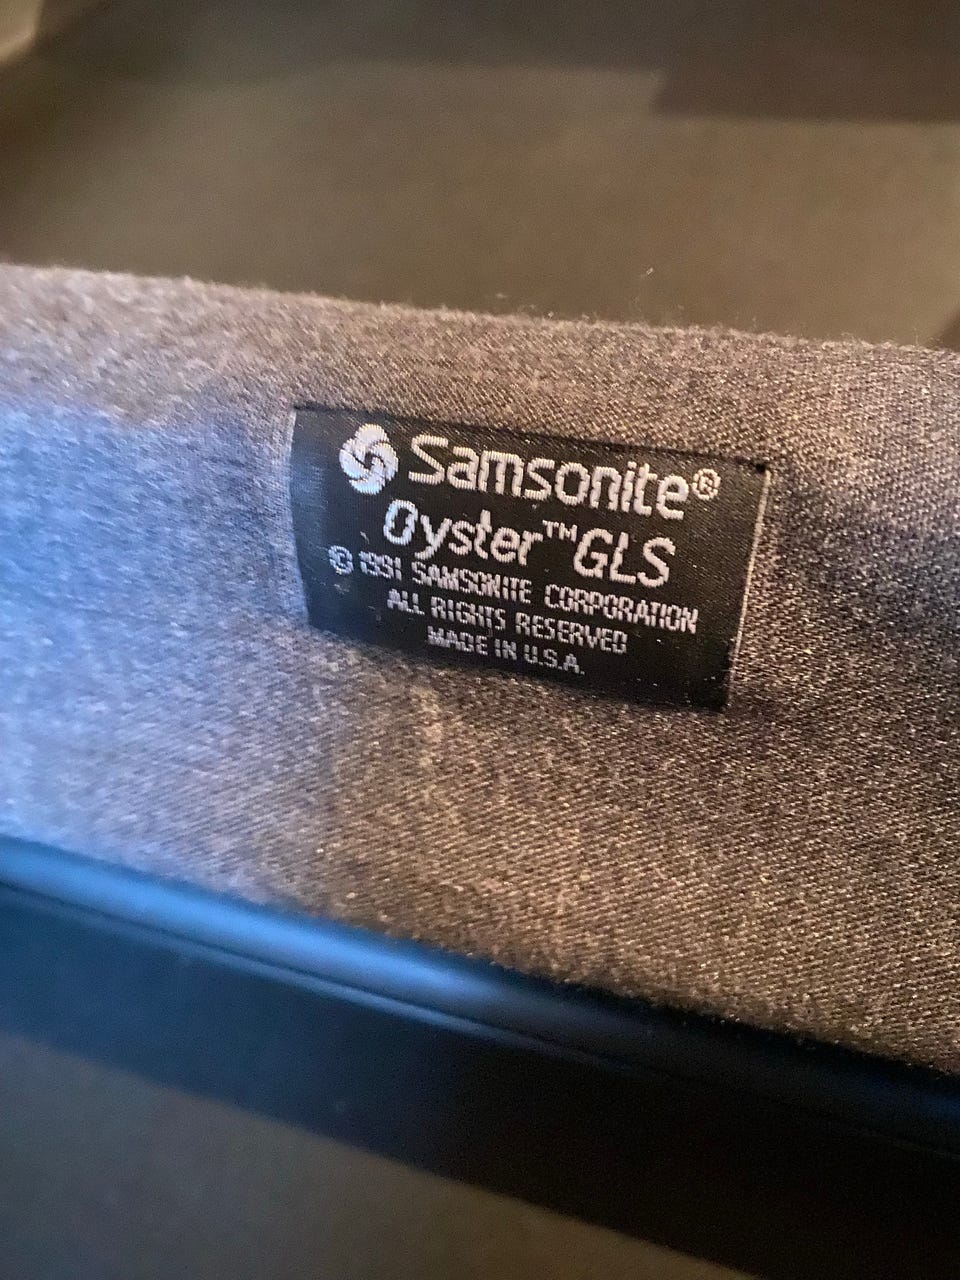 Samsonite®
Oyster™ GLS
© 1991 SAMSONITE CORPORATION
ALL RIGHTS RESERVED
MADE IN U.S.A.